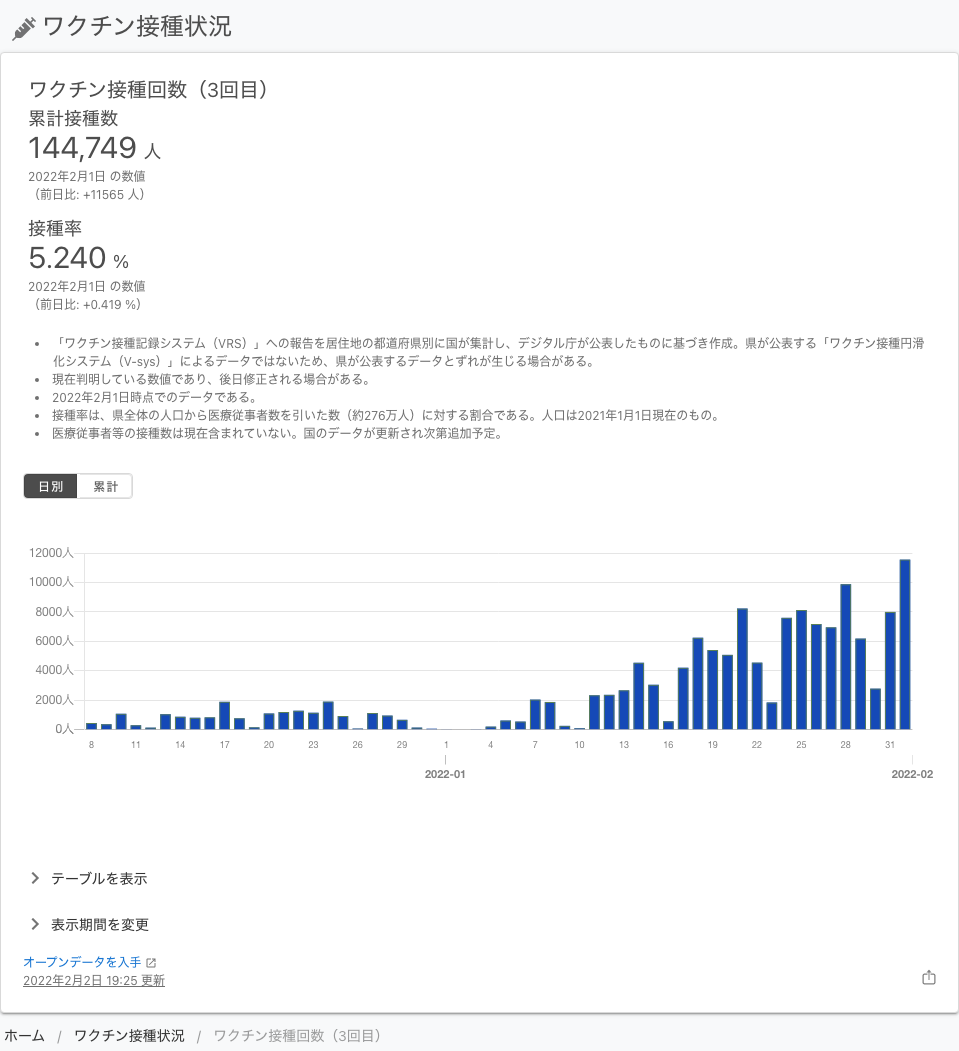 ワクチン接種状況
ワクチン接種回数（3回目）
累計接種数
144,749 人
2022年2月1日 の数値
（前日比: +11565 人）
接種率
5.240 %
2022年2月1日 の数値
（前日比: +0.419 %）
• 「ワクチン接種記録システム（VRS）」への報告を居住地の都道府県別に国が集計し、デジタル庁が公表したものに基づき作成。県が公表する「ワクチン接種円滑
化システム（V-sys）」によるデータではないため、県が公表するデータとずれが生じる場合がある。
• 現在判明している数値であり、後日修正される場合がある。
• 2022年2月1日時点でのデータである。
• 接種率は、県全体の人口から医療従事者数を引いた数（約276万人）に対する割合である。人口は2021年1月1日現在のもの。
• 医療従事者等の接種数は現在含まれていない。国のデータが更新され次第追加予定。
日別 累計
12000人
10000人
8000人
6000人
4000人
2000人
0人
8 11 14 17 20 23 26 29 1 4 7 10 13 16 19 22 25 28 31
2022-01 2022-02
テーブルを表示
表示期間を変更
オープンデータを入手
2022年2月2日 19:25 更新
ホーム / ワクチン接種状況 / ワクチン接種回数（3回目）